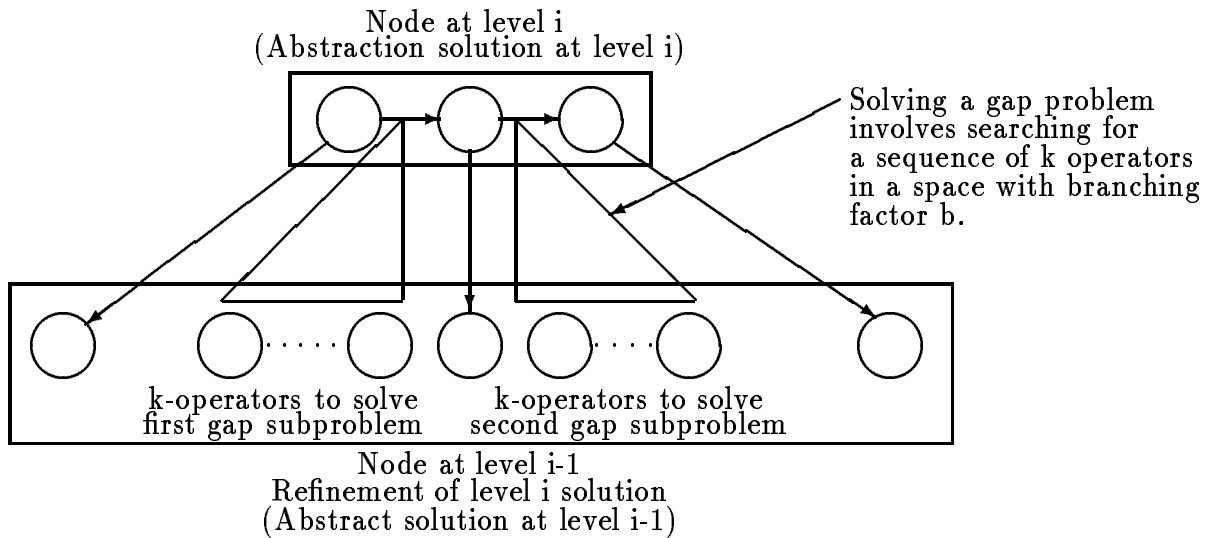 Node at level i
(Abstraction solution at level i)
Solving a gap problem
involves searching for
a sequence of k operators
in a space with branching
factor b.
k-operators to solve
first gap subproblem
k-operators to solve
second gap subproblem
Node at level i-1
Refinement of level i solution
(Abstract solution at level i-1)